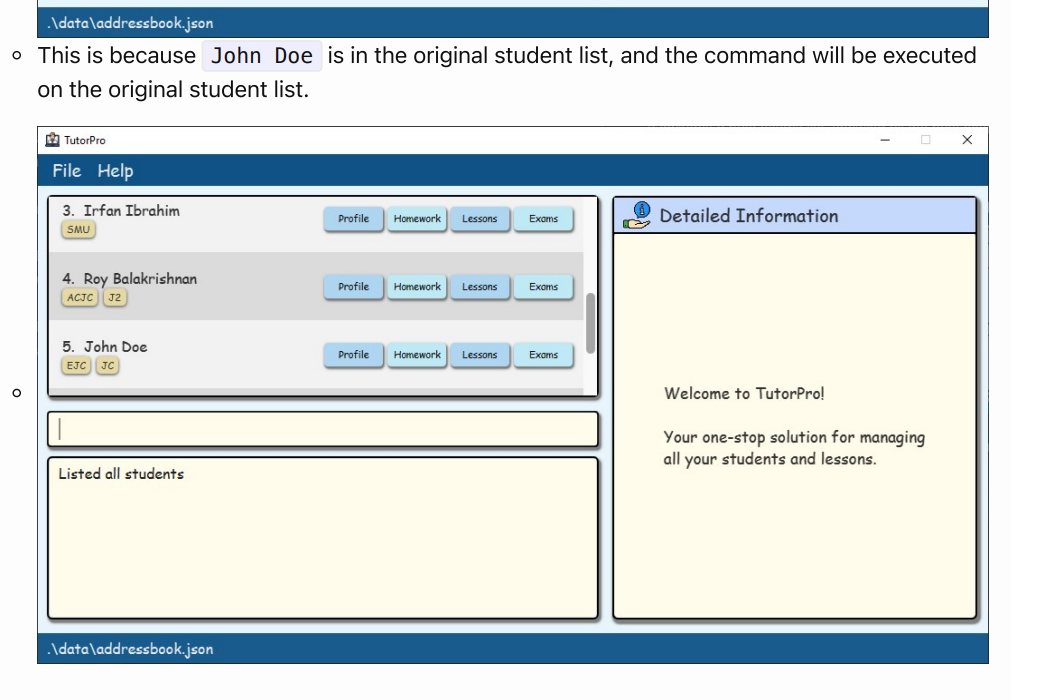 .\data\addressbook.json
This is because John Doe is in the original student list, and the command will be executed
on the original student list.
TutorPro
File Help
3. Irfan Ibrahim
SMU
Profile Homework Lessons Exams
4. Roy Balakrishnan
ACJC J2
Profile Homework Lessons Exams
5. John Doe
EJC JC
Profile Homework Lessons Exams
Listed all students
Detailed Information
Welcome to TutorPro!
Your one-stop solution for managing
all your students and lessons.
.\data\addressbook.json